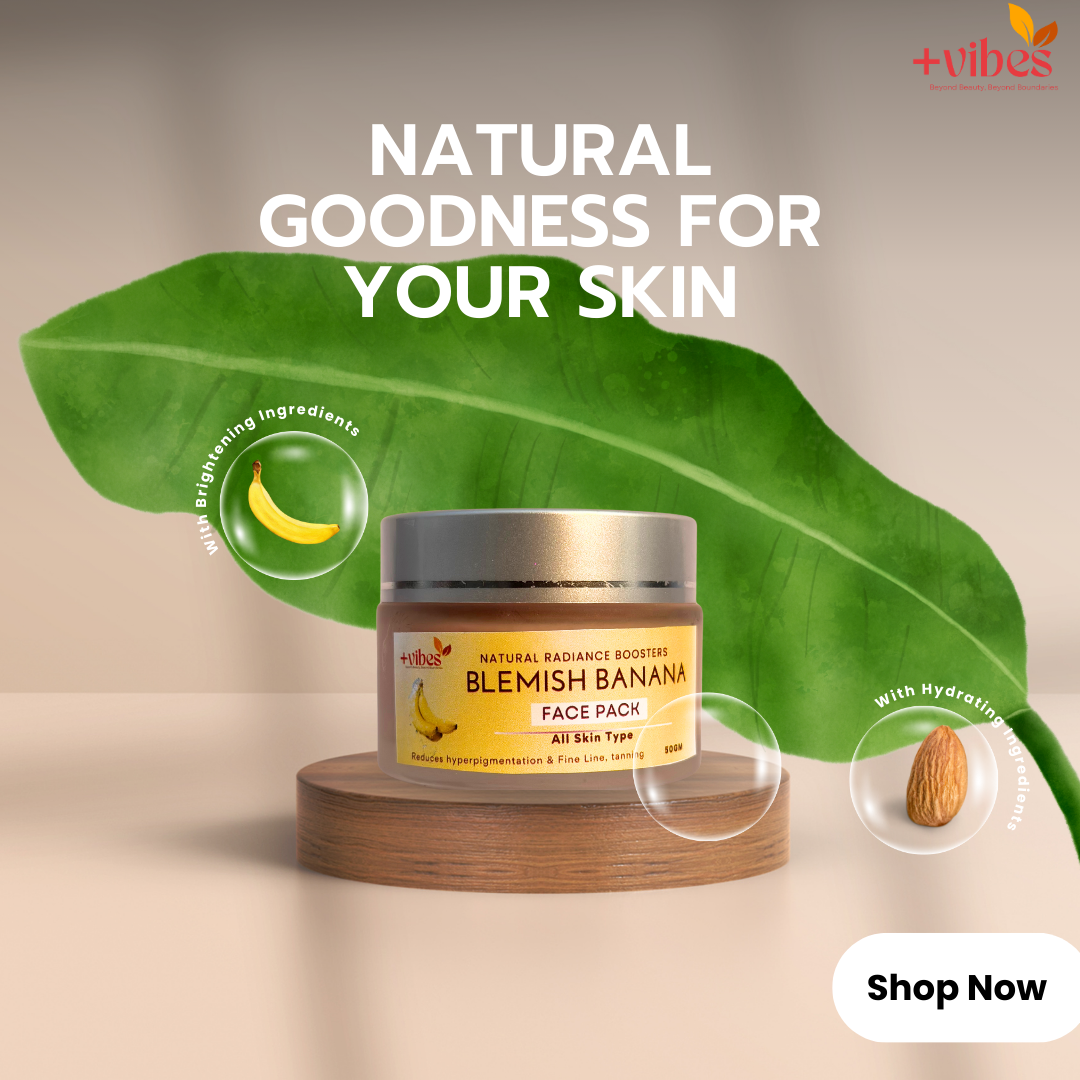 +vibes
Beyond Beauty, Beyond Boundaries
NATURAL
GOODNESS FOR
YOUR SKIN
With Brightening Ingredients
+vibes
NATURAL RADIANCE BOOSTERS
BLEMISH BANANA
FACE PACK
All Skin Type
50GM
Reduces hyperpigmentation & Fine Line, tanning
With Hydrating Ingredients
Shop Now